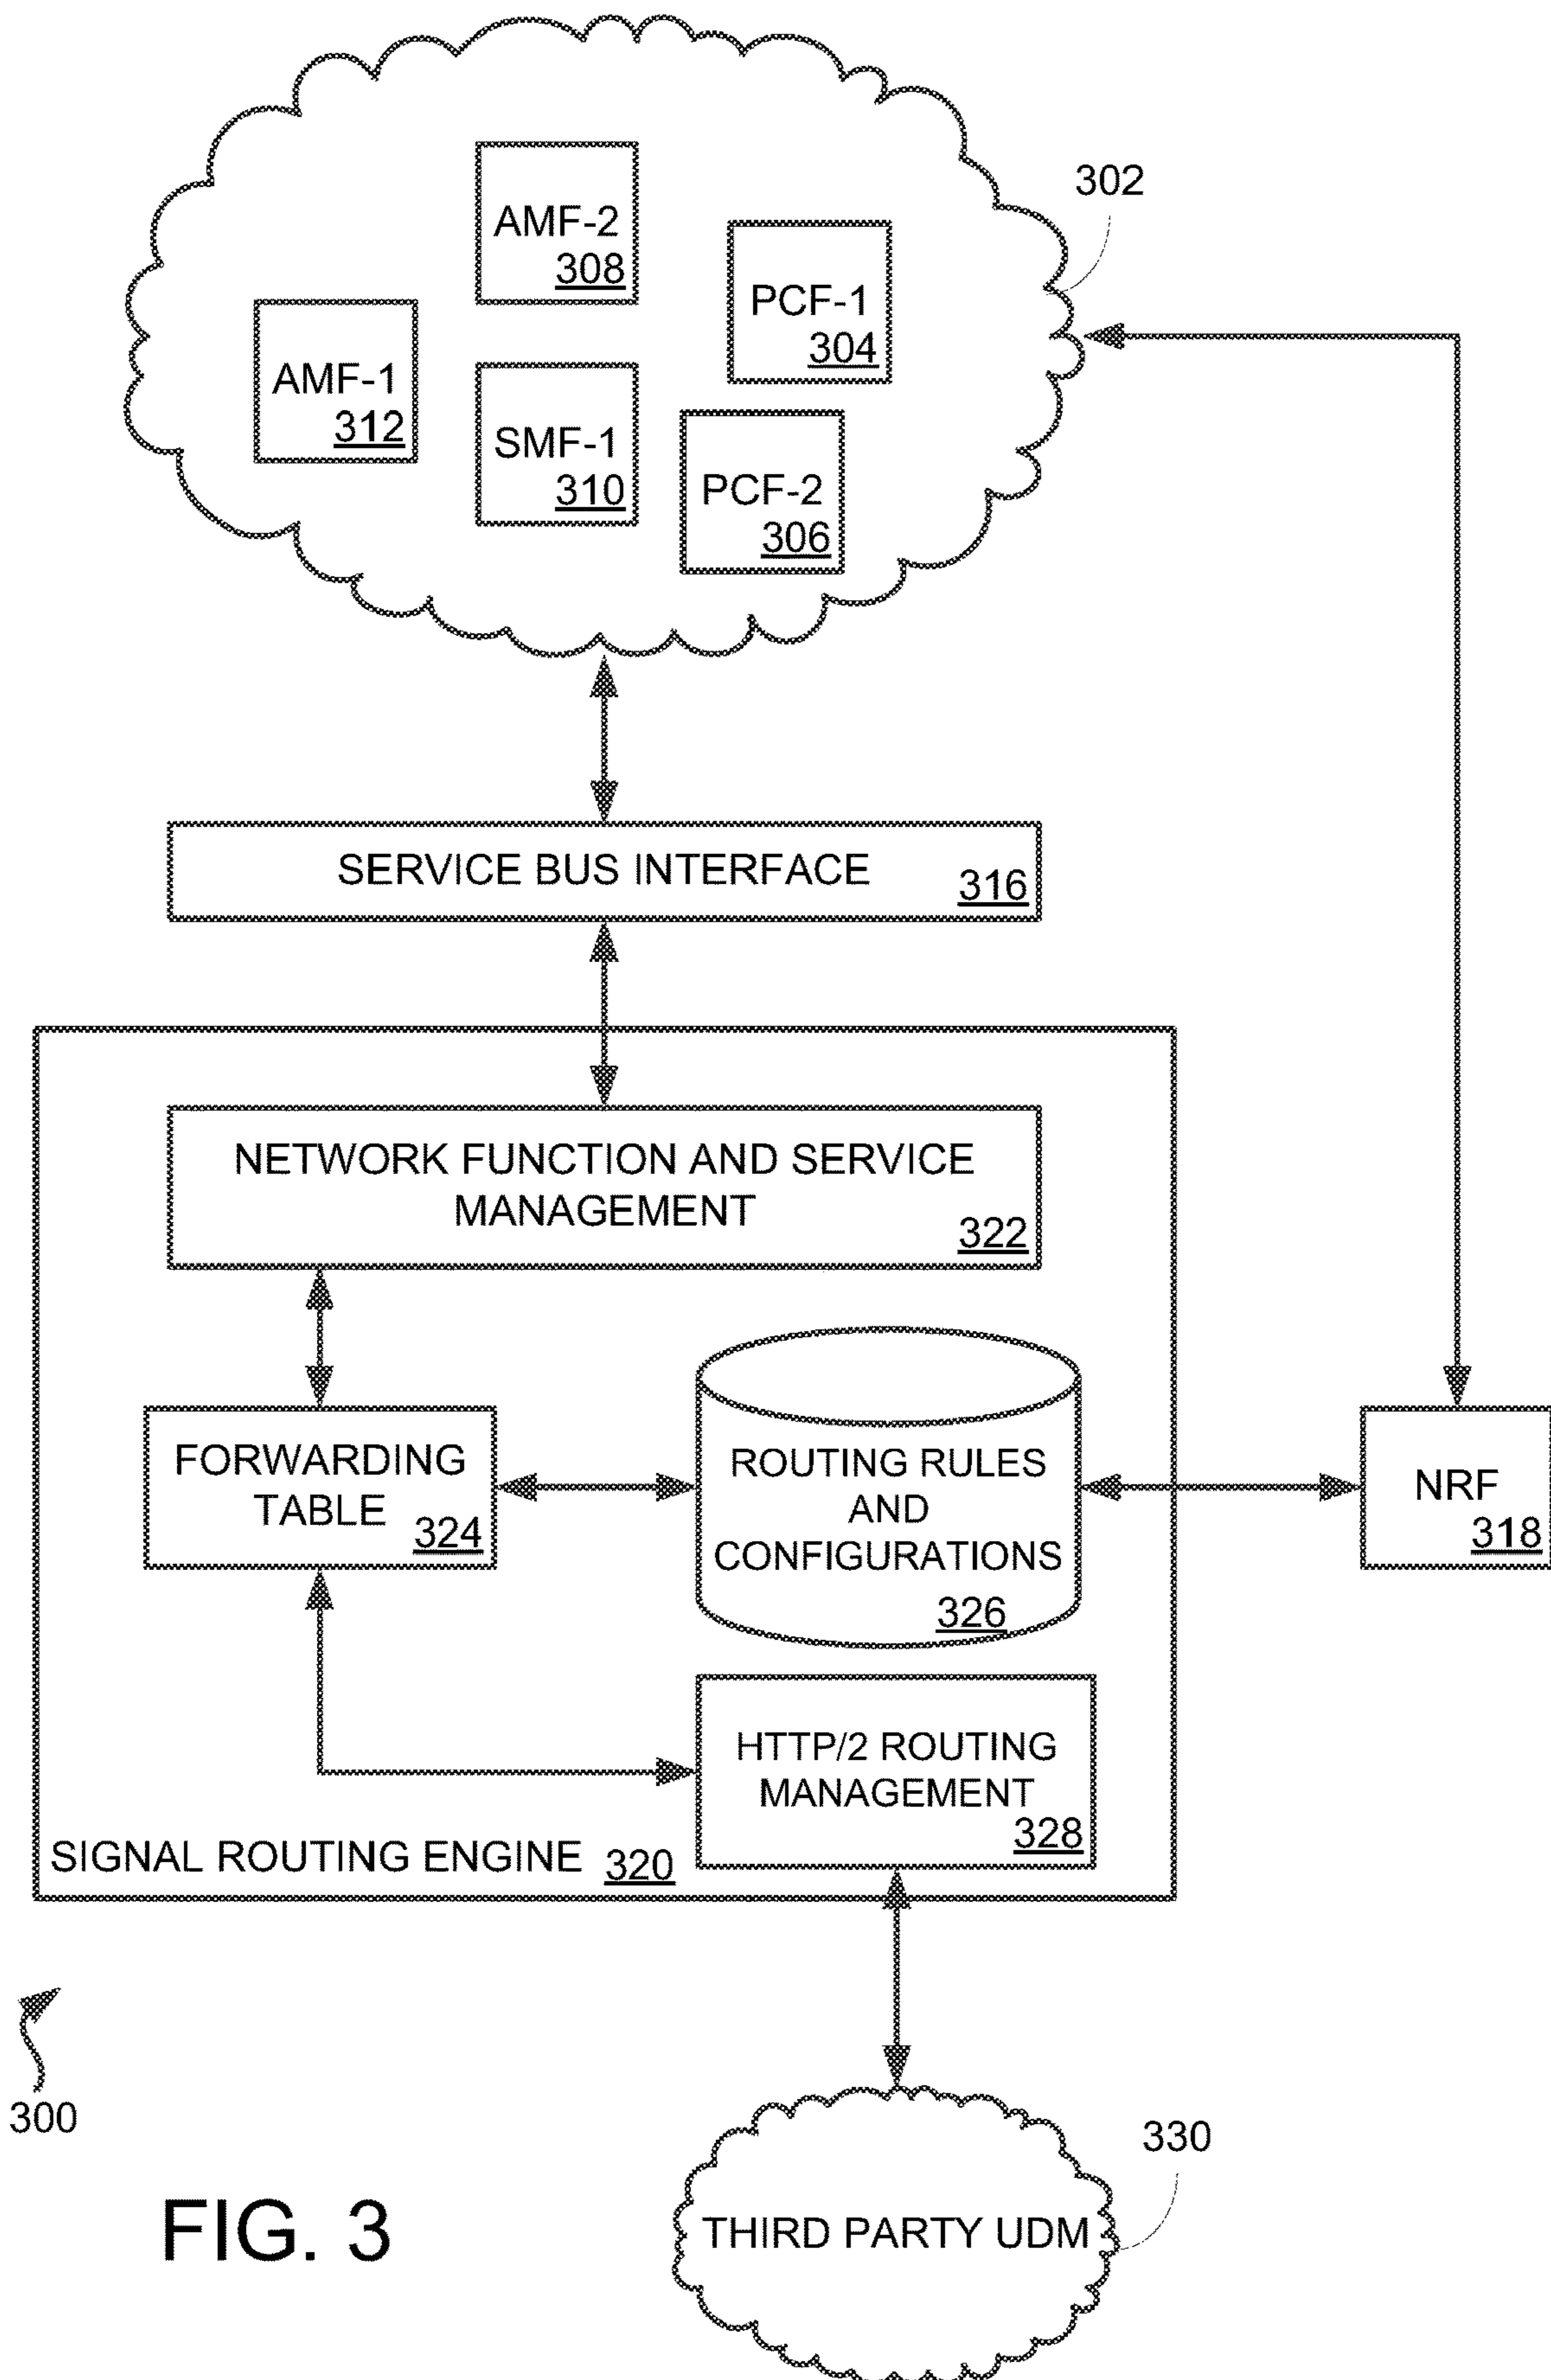 302
AMF-2
308
PCF-1
304
AMF-1
312
SMF-1
310
PCF-2
306
SERVICE BUS INTERFACE
316
NETWORK FUNCTION AND SERVICE
MANAGEMENT
322
FORWARDING
TABLE
324
ROUTING RULES
AND
CONFIGURATIONS
326
NRF
318
HTTP/2 ROUTING
MANAGEMENT
328
SIGNAL ROUTING ENGINE 320
300
330
THIRD PARTY UDM
FIG. 3